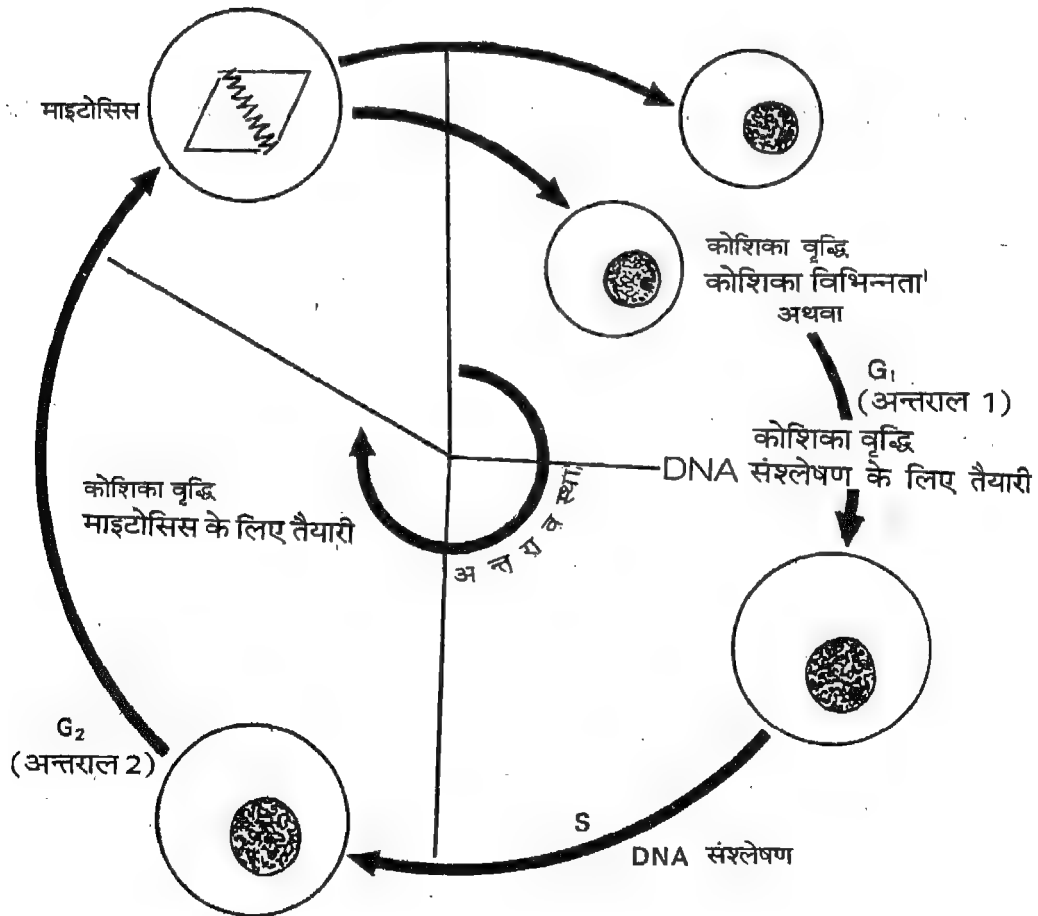 माइटोसिस
कोशिका वृद्धि
कोशिका विभिन्नता
अथवा
G₁
(अन्तराल 1)
कोशिका वृद्धि
DNA संश्लेषण के लिए तैयारी
कोशिका वृद्धि
माइटोसिस के लिए तैयारी
अन्तरावस्था
G₂
(अन्तराल 2)
S
DNA संश्लेषण